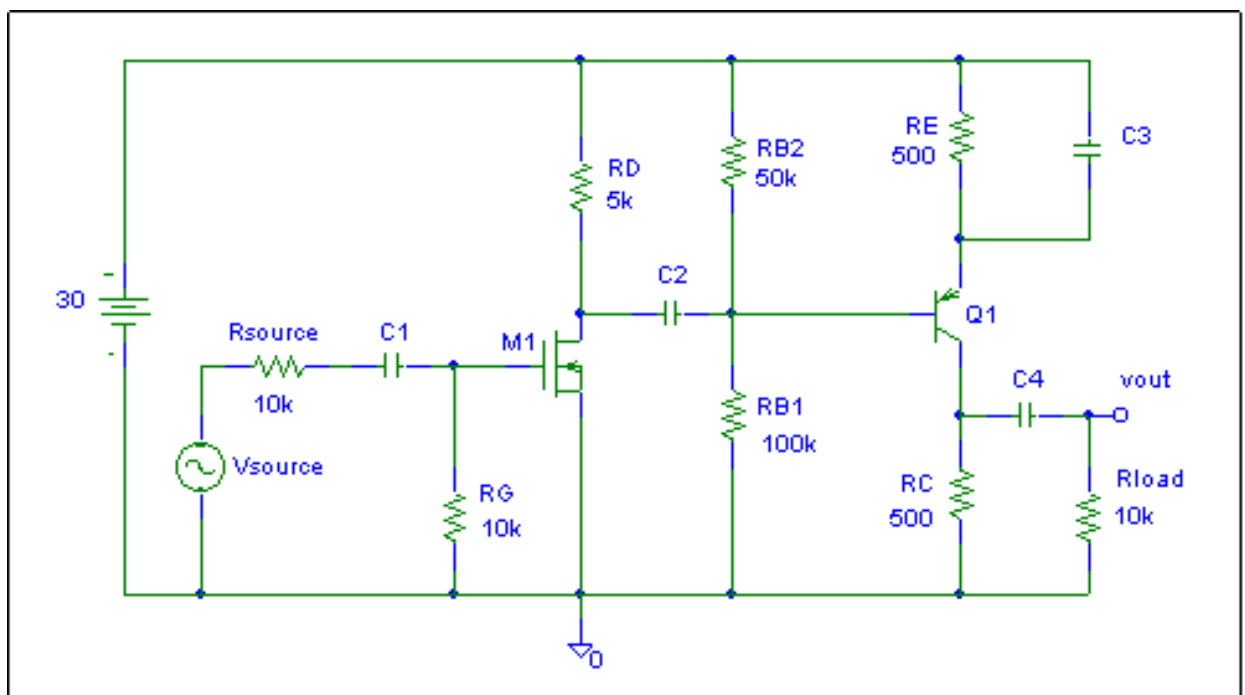 RD
5k
RB2
50k
RE
500
C3
-
30
-
Rsource
10k
C1
M1
C2
Q1
Vsource
RG
10k
RB1
100k
C4
vout
RC
500
Rload
10k
0